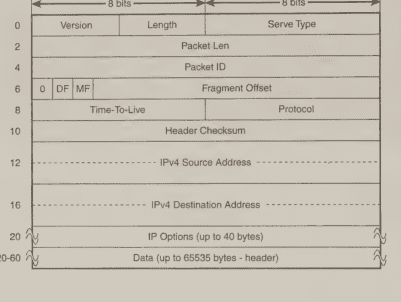 8 bits 8 bits
0 Version Length Serve Type
2 Packet Len
4 Packet ID
6 0 DF MF Fragment Offset
8 Time-To-Live Protocol
10 Header Checksum
12 IPv4 Source Address
16 IPv4 Destination Address
20 IP Options (up to 40 bytes)
0-60 Data (up to 65535 bytes - header)